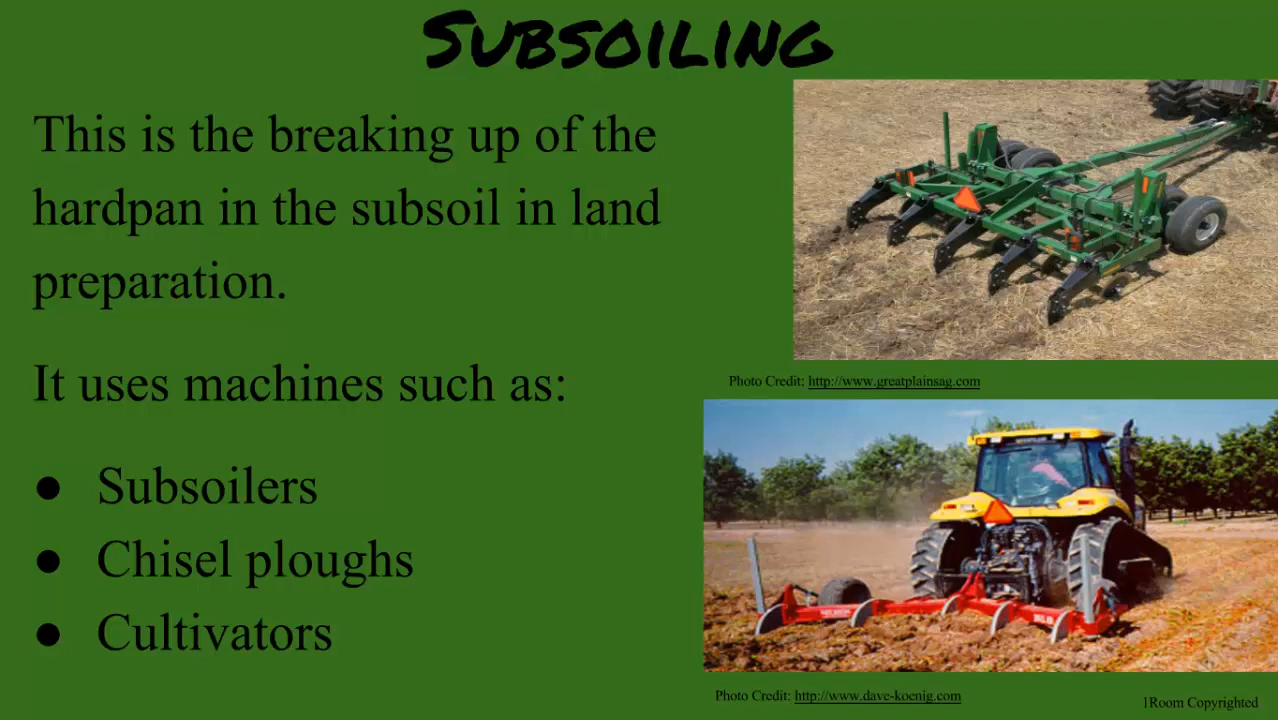 SUBSOILING
This is the breaking up of the
hardpan in the subsoil in land
preparation.
It uses machines such as:
● Subsoilers
● Chisel ploughs
● Cultivators
Photo Credit: http://www.greatplainsag.com
Photo Credit: http://www.dave-koenig.com
1Room Copyrighted